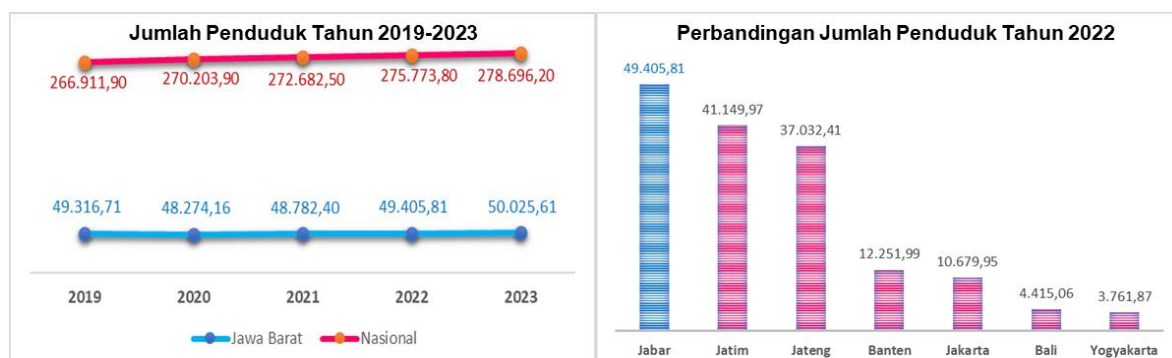 Jumlah Penduduk Tahun 2019-2023
266.911,90 270.203,90 272.682,50 275.773,80 278.696,20
49.316,71 48.274,16 48.782,40 49.405,81 50.025,61
2019 2020 2021 2022 2023
Jawa Barat Nasional
Perbandingan Jumlah Penduduk Tahun 2022
49.405,81
41.149,97
37.032,41
12.251,99
10.679,95
4.415,06
3.761,87
Jabar Jatim Jateng Banten Jakarta Bali Yogyakarta